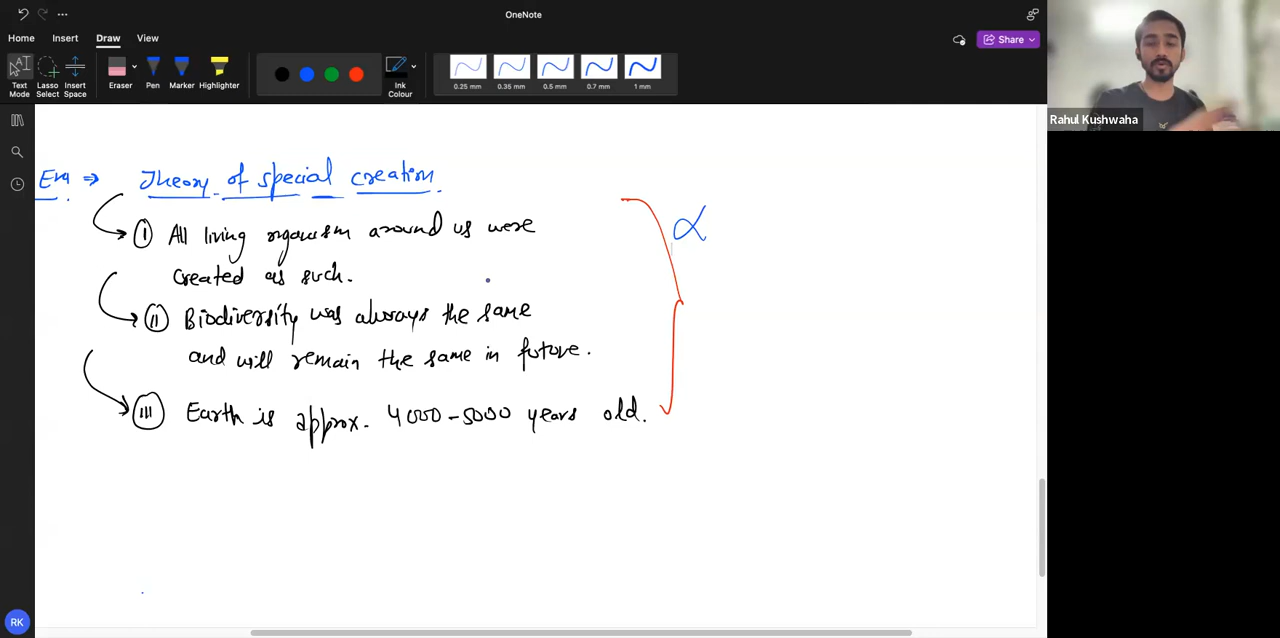 OneNote
Home Insert Draw View
Share
Text Mode
Lasso Select
Insert Space
Eraser
Pen
Marker
Highlighter
Ink Colour
0.25 mm
0.35 mm
0.5 mm
0.7 mm
1 mm
Rahul Kushwaha
⇒ Theory of special creation
(I) All living organism around us were
created as such.
(II) Biodiversity was always the same
and will remain the same in future.
(III) Earth is approx. 4000-5000 years old.
RK